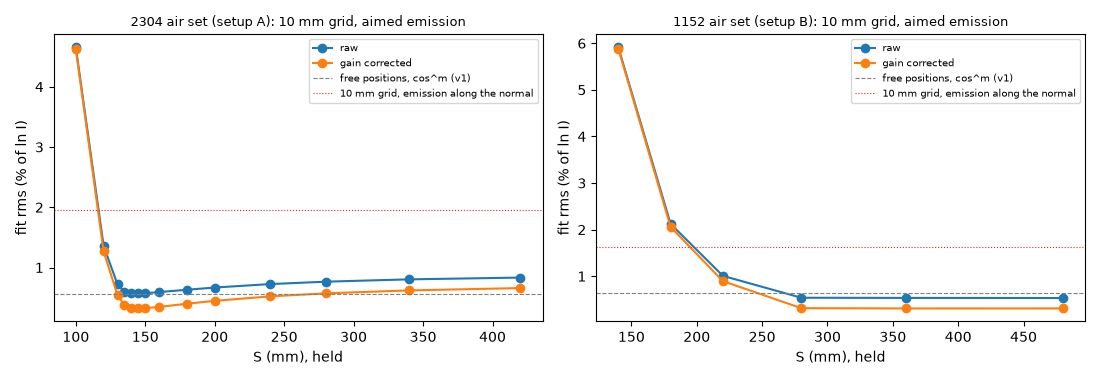 2304 air set (setup A): 10 mm grid, aimed emission
fit rms (% of ln I)
4
3
2
1
raw
gain corrected
free positions, cos^m (v1)
10 mm grid, emission along the normal
100 150 200 250 300 350 400
S (mm), held
1152 air set (setup B): 10 mm grid, aimed emission
fit rms (% of ln I)
6
5
4
3
2
1
raw
gain corrected
free positions, cos^m (v1)
10 mm grid, emission along the normal
150 200 250 300 350 400 450
S (mm), held